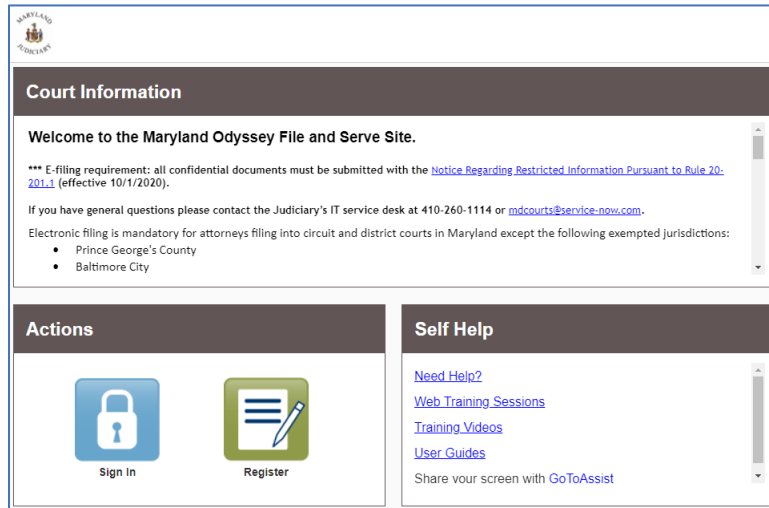 MARYLAND
JUDICIARY
Court Information
Welcome to the Maryland Odyssey File and Serve Site.
*** E-filing requirement: all confidential documents must be submitted with the Notice Regarding Restricted Information Pursuant to Rule 20-
201.1 (effective 10/1/2020).
If you have general questions please contact the Judiciary's IT service desk at 410-260-1114 or mdcourts@service-now.com.
Electronic filing is mandatory for attorneys filing into circuit and district courts in Maryland except the following exempted jurisdictions:
• Prince George's County
• Baltimore City
Actions
Sign In
Register
Self Help
Need Help?
Web Training Sessions
Training Videos
User Guides
Share your screen with GoToAssist